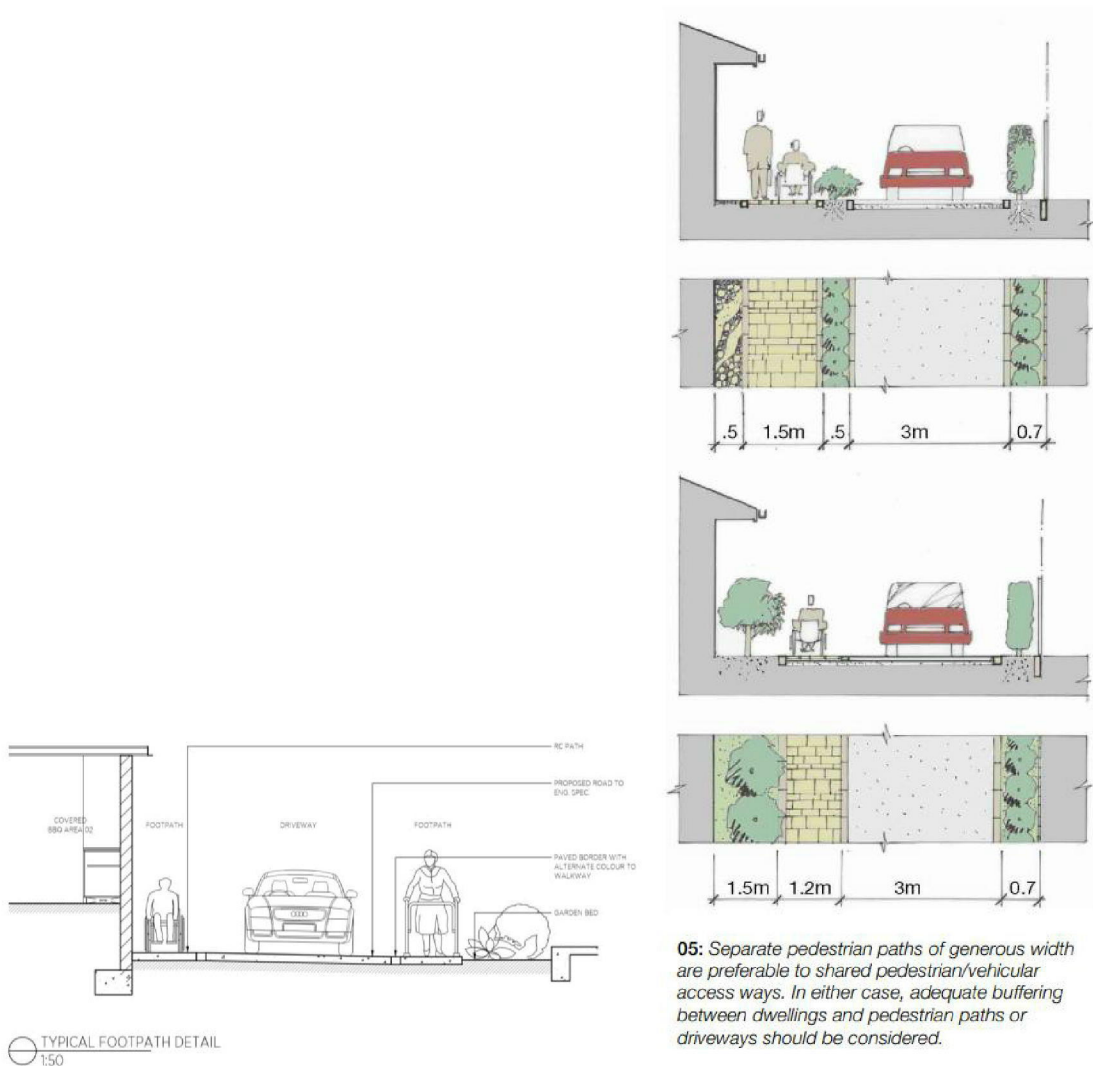 .5
1.5m
.5
3m
0.7
1.5m
1.2m
3m
0.7
05: Separate pedestrian paths of generous width
are preferable to shared pedestrian/vehicular
access ways. In either case, adequate buffering
between dwellings and pedestrian paths or
driveways should be considered.
RC PATH
PROPOSED ROAD TO
ENG. SPEC.
COVERED
BBQ AREA 02
FOOTPATH
DRIVEWAY
FOOTPATH
PAVED BORDER WITH
ALTERNATE COLOUR TO
WALKWAY
GARDEN BED
TYPICAL FOOTPATH DETAIL
1:50